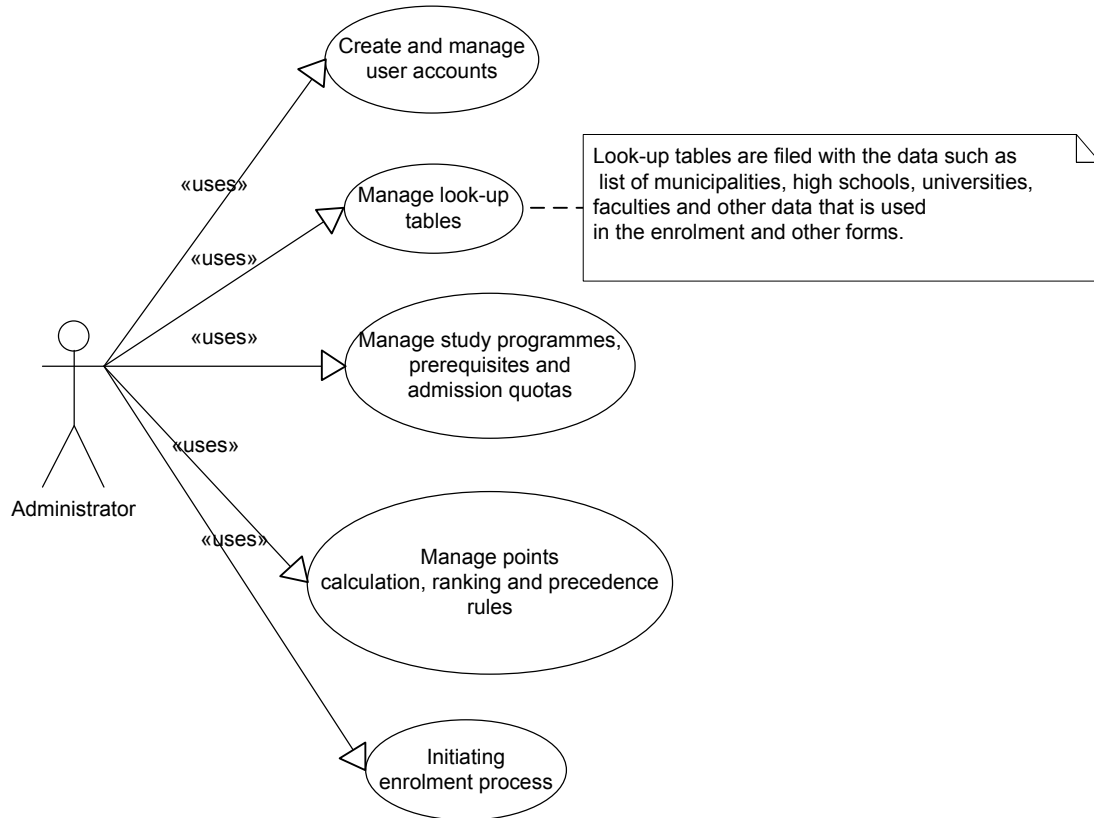 Create and manage
user accounts
«uses»
Manage look-up
tables
Look-up tables are filed with the data such as
list of municipalities, high schools, universities,
faculties and other data that is used
in the enrolment and other forms.
«uses»
«uses»
Manage study programmes,
prerequisites and
admission quotas
«uses»
Administrator
«uses»
Manage points
calculation, ranking and precedence
rules
Initiating
enrolment process